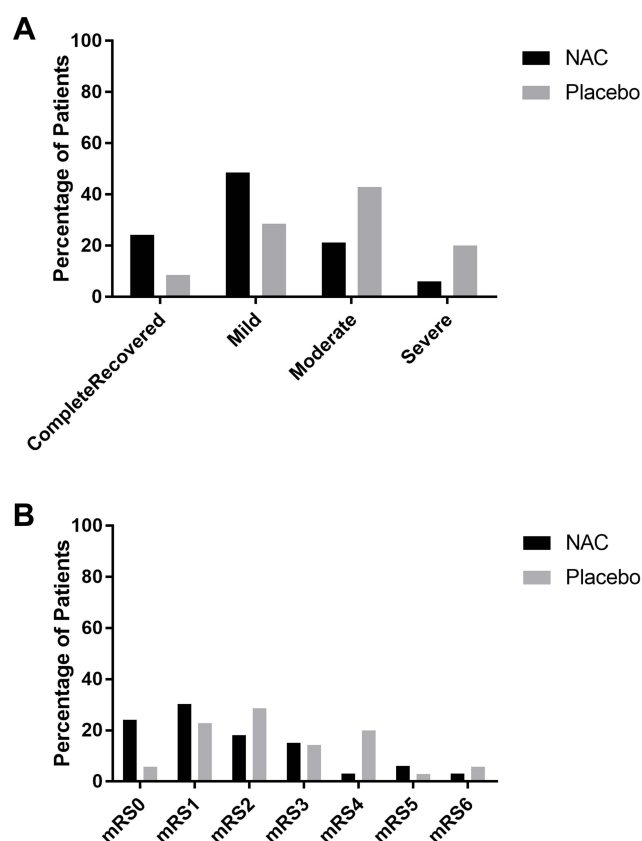 A
NAC
Placebo
Percentage of Patients
100
80
60
40
20
0
CompleteRecovered
Mild
Moderate
Severe
B
NAC
Placebo
Percentage of Patients
100
80
60
40
20
0
mRS0
mRS1
mRS2
mRS3
mRS4
mRS5
mRS6